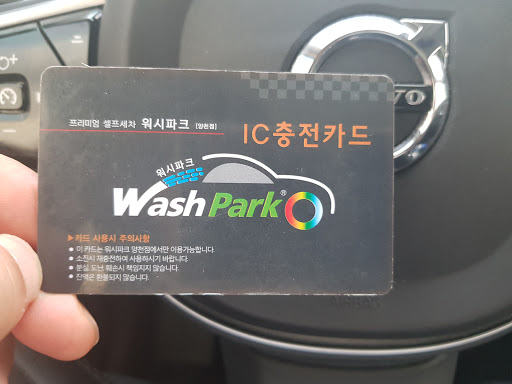 프리미엄 셀프세차 워시파크 [양천점]
IC충전카드
워시파크
Wash Park®
▶카드 사용시 주의사항
● 이 카드는 워시파크 양천점에서만 이용가능합니다.
● 소진시 재충전하여 사용하시기 바랍니다.
● 분실, 도난, 훼손시 책임지지 않습니다.
● 잔액은 환불되지 않습니다.
70